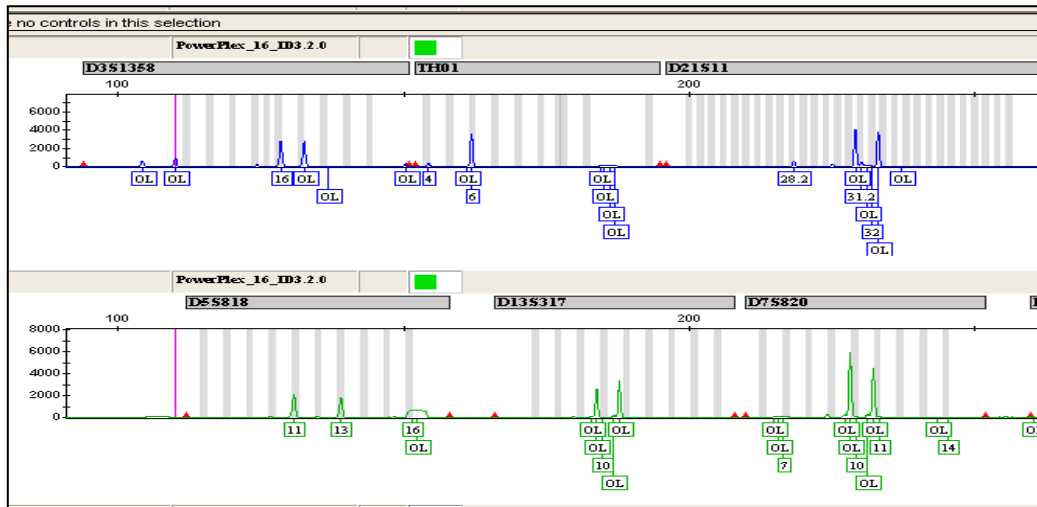 e no controls in this selection
PowerPlex_16_ID3.2.0
D3S1358 TH01 D21S11
100 200
6000
4000
2000
0
OL OL 16 OL OL 4 OL OL 28.2 OL OL
OL 6 OL 31.2
OL OL
OL 32
OL
PowerPlex_16_ID3.2.0
D5S818 D13S317 D7S820
100 200
8000
6000
4000
2000
0
11 13 16 OL OL OL OL OL OL 14 OL
OL OL OL OL 11
10 7 10
OL OL